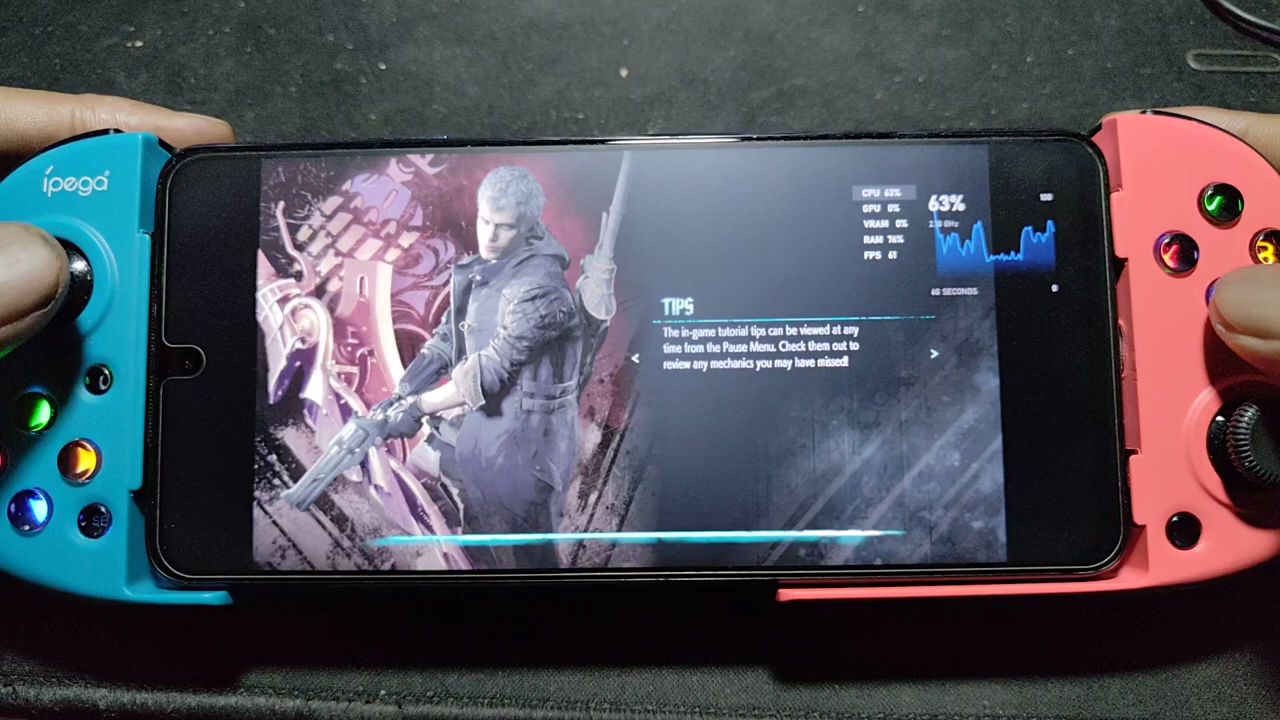 ípega
CPU 63%
GPU 0%
VRAM 0%
RAM 76%
FPS 61
63%
100
60 SECONDS
0
TIPS
The in-game tutorial tips can be viewed at any
time from the Pause Menu. Check them out to
review any mechanics you may have missed!
< >